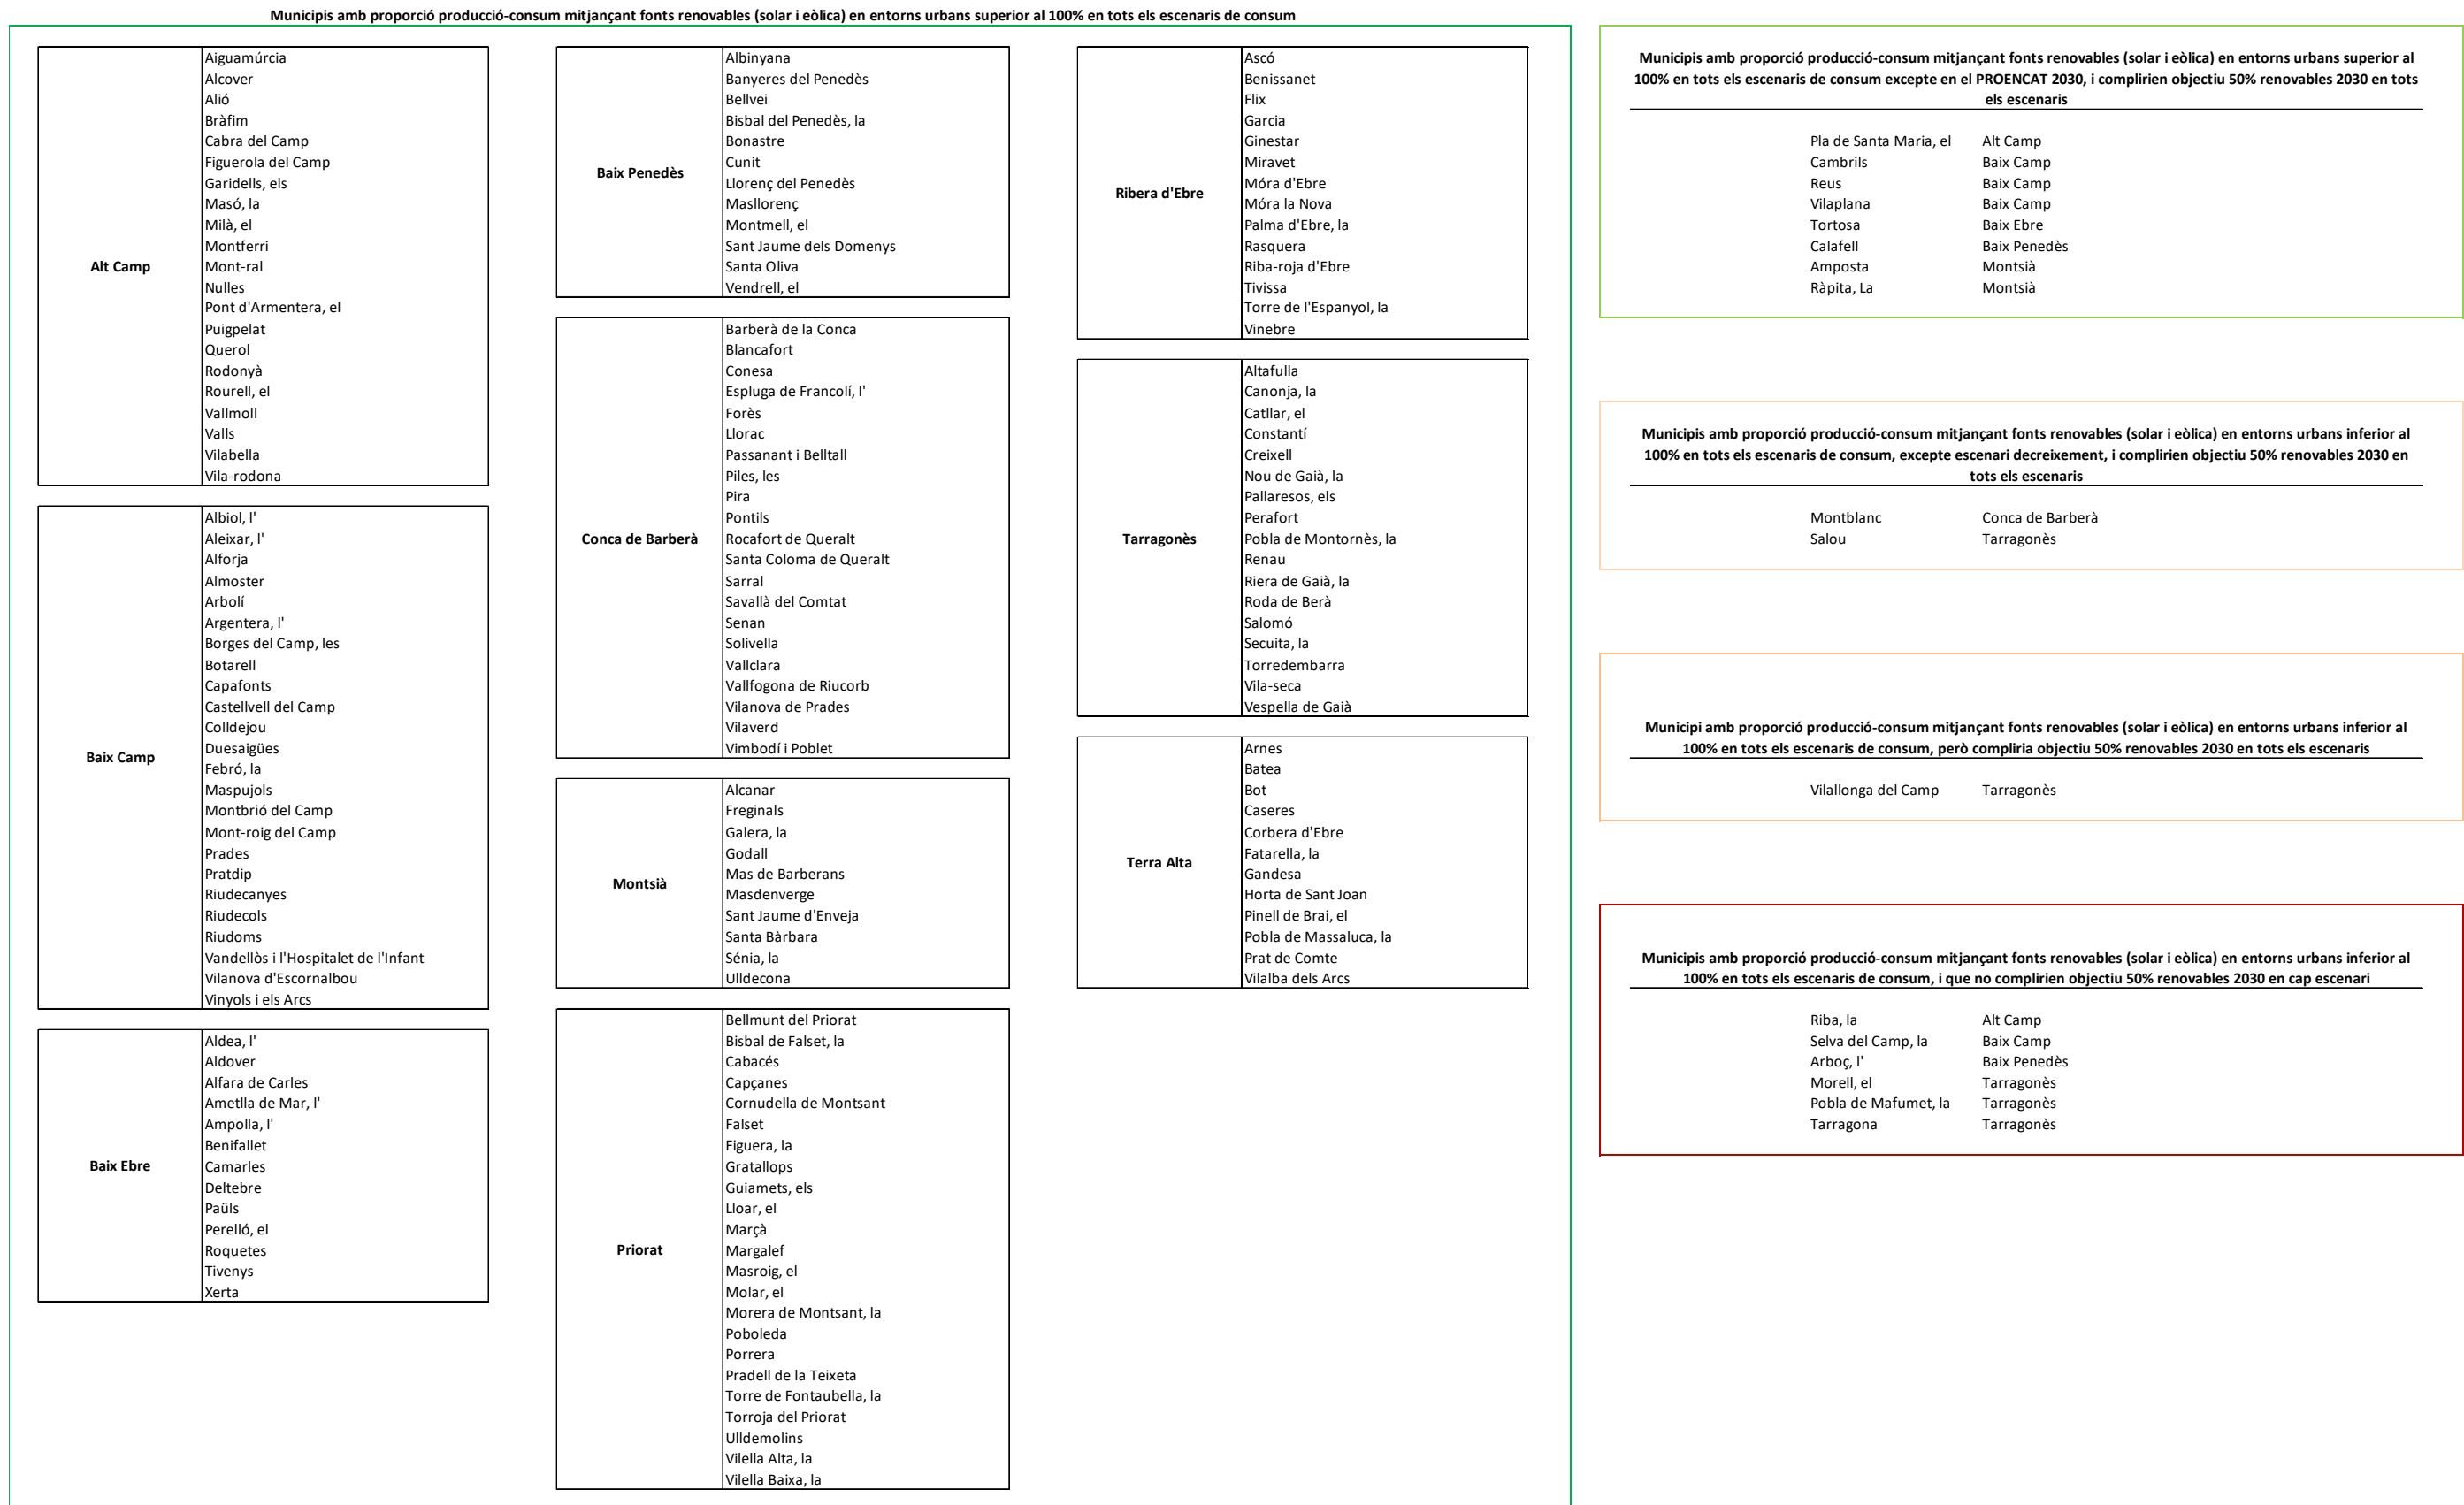 Municipis amb proporció producció-consum mitjançant fonts renovables (solar i eòlica) en entorns urbans superior al 100% en tots els escenaris de consum
Alt Camp
Aiguamúrcia
Alcover
Alió
Bràfim
Cabra del Camp
Figuerola del Camp
Garidells, els
Masó, la
Milà, el
Montferri
Mont-ral
Nulles
Pont d'Armentera, el
Puigpelat
Querol
Rodonyà
Rourell, el
Vallmoll
Valls
Vilabella
Vila-rodona
Baix Camp
Albiol, l'
Aleixar, l'
Alforja
Almoster
Arbolí
Argentera, l'
Borges del Camp, les
Botarell
Capafonts
Castellvell del Camp
Colldejou
Duesaigües
Febró, la
Maspujols
Montbrió del Camp
Mont-roig del Camp
Prades
Pratdip
Riudecanyes
Riudecols
Riudoms
Vandellòs i l'Hospitalet de l'Infant
Vilanova d'Escornalbou
Vinyols i els Arcs
Baix Ebre
Aldea, l'
Aldover
Alfara de Carles
Ametlla de Mar, l'
Ampolla, l'
Benifallet
Camarles
Deltebre
Paüls
Perelló, el
Roquetes
Tivenys
Xerta
Baix Penedès
Albinyana
Banyeres del Penedès
Bellvei
Bisbal del Penedès, la
Bonastre
Cunit
Llorenç del Penedès
Masllorenç
Montmell, el
Sant Jaume dels Domenys
Santa Oliva
Vendrell, el
Conca de Barberà
Barberà de la Conca
Blancafort
Conesa
Espluga de Francolí, l'
Forès
Llorac
Passanant i Belltall
Piles, les
Pira
Pontils
Rocafort de Queralt
Santa Coloma de Queralt
Sarral
Savallà del Comtat
Senan
Solivella
Vallclara
Vallfogona de Riucorb
Vilanova de Prades
Vilaverd
Vimbodí i Poblet
Montsià
Alcanar
Freginals
Galera, la
Godall
Mas de Barberans
Masdenverge
Sant Jaume d'Enveja
Santa Bàrbara
Sénia, la
Ulldecona
Priorat
Bellmunt del Priorat
Bisbal de Falset, la
Cabacés
Capçanes
Cornudella de Montsant
Falset
Figuera, la
Gratallops
Guiamets, els
Lloar, el
Marçà
Margalef
Masroig, el
Molar, el
Morera de Montsant, la
Poboleda
Porrera
Pradell de la Teixeta
Torre de Fontaubella, la
Torroja del Priorat
Ulldemolins
Vilella Alta, la
Vilella Baixa, la
Ribera d'Ebre
Ascó
Benissanet
Flix
Garcia
Ginestar
Miravet
Móra d'Ebre
Móra la Nova
Palma d'Ebre, la
Rasquera
Riba-roja d'Ebre
Tivissa
Torre de l'Espanyol, la
Vinebre
Tarragonès
Altafulla
Canonja, la
Catllar, el
Constantí
Creixell
Nou de Gaià, la
Pallaresos, els
Perafort
Pobla de Montornès, la
Renau
Riera de Gaià, la
Roda de Berà
Salomó
Secuita, la
Torredembarra
Vila-seca
Vespella de Gaià
Terra Alta
Arnes
Batea
Bot
Caseres
Corbera d'Ebre
Fatarella, la
Gandesa
Horta de Sant Joan
Pinell de Brai, el
Pobla de Massaluca, la
Prat de Comte
Vilalba dels Arcs
Municipis amb proporció producció-consum mitjançant fonts renovables (solar i eòlica) en entorns urbans superior al
100% en tots els escenaris de consum excepte en el PROENCAT 2030, i complirien objectiu 50% renovables 2030 en tots
els escenaris
Pla de Santa Maria, el Alt Camp
Cambrils Baix Camp
Reus Baix Camp
Vilaplana Baix Camp
Tortosa Baix Ebre
Calafell Baix Penedès
Amposta Montsià
Ràpita, La Montsià
Municipis amb proporció producció-consum mitjançant fonts renovables (solar i eòlica) en entorns urbans inferior al
100% en tots els escenaris de consum, excepte escenari decreixement, i complirien objectiu 50% renovables 2030 en
tots els escenaris
Montblanc Conca de Barberà
Salou Tarragonès
Municipi amb proporció producció-consum mitjançant fonts renovables (solar i eòlica) en entorns urbans inferior al
100% en tots els escenaris de consum, però compliria objectiu 50% renovables 2030 en tots els escenaris
Vilallonga del Camp Tarragonès
Municipis amb proporció producció-consum mitjançant fonts renovables (solar i eòlica) en entorns urbans inferior al
100% en tots els escenaris de consum, i que no complirien objectiu 50% renovables 2030 en cap escenari
Riba, la Alt Camp
Selva del Camp, la Baix Camp
Arboç, l' Baix Penedès
Morell, el Tarragonès
Pobla de Mafumet, la Tarragonès
Tarragona Tarragonès